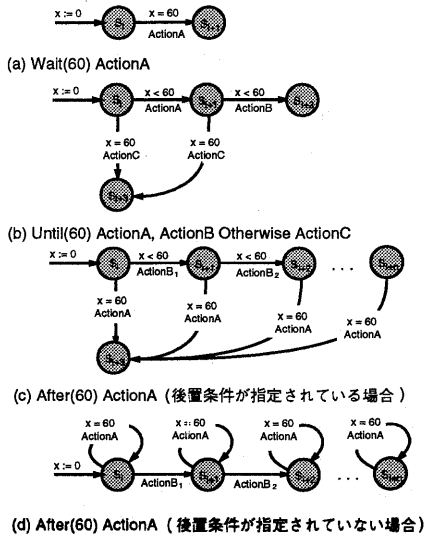 x := 0
x = 60
ActionA
(a) Wait(60) ActionA
x := 0
x < 60
ActionA
x < 60
ActionB
x = 60
ActionC
x = 60
ActionC
(b) Until(60) ActionA, ActionB Otherwise ActionC
x := 0
x < 60
ActionB1
x < 60
ActionB2
. . .
x = 60
ActionA
x = 60
ActionA
x = 60
ActionA
x = 60
ActionA
(c) After(60) ActionA (後置条件が指定されている場合)
x = 60
ActionA
x = 60
ActionA
x = 60
ActionA
x = 60
ActionA
x := 0
ActionB1
ActionB2
. . .
(d) After(60) ActionA (後置条件が指定されていない場合)